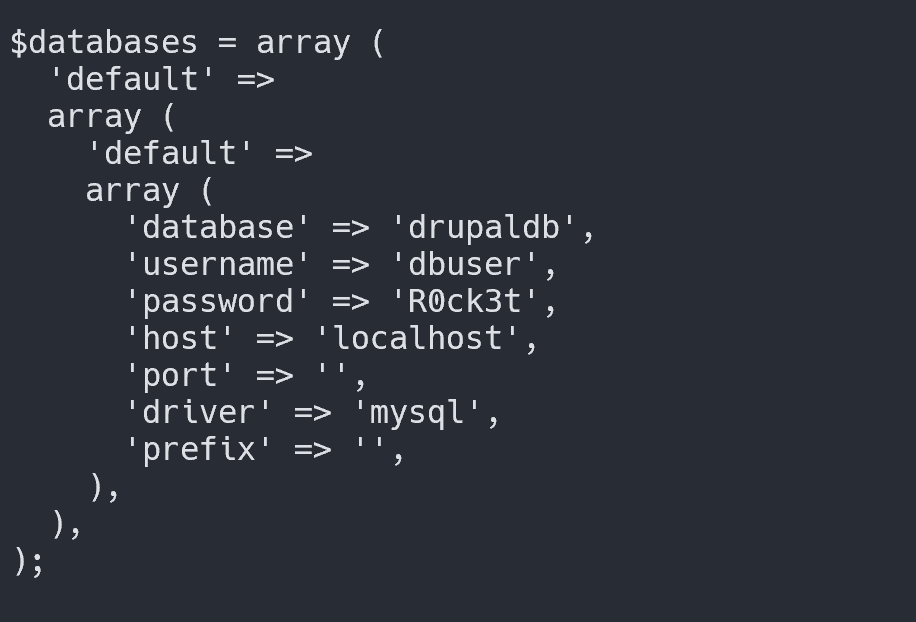 $databases = array (
  'default' =>
  array (
    'default' =>
    array (
      'database' => 'drupaldb',
      'username' => 'dbuser',
      'password' => 'R0ck3t',
      'host' => 'localhost',
      'port' => '',
      'driver' => 'mysql',
      'prefix' => '',
    ),
  ),
);